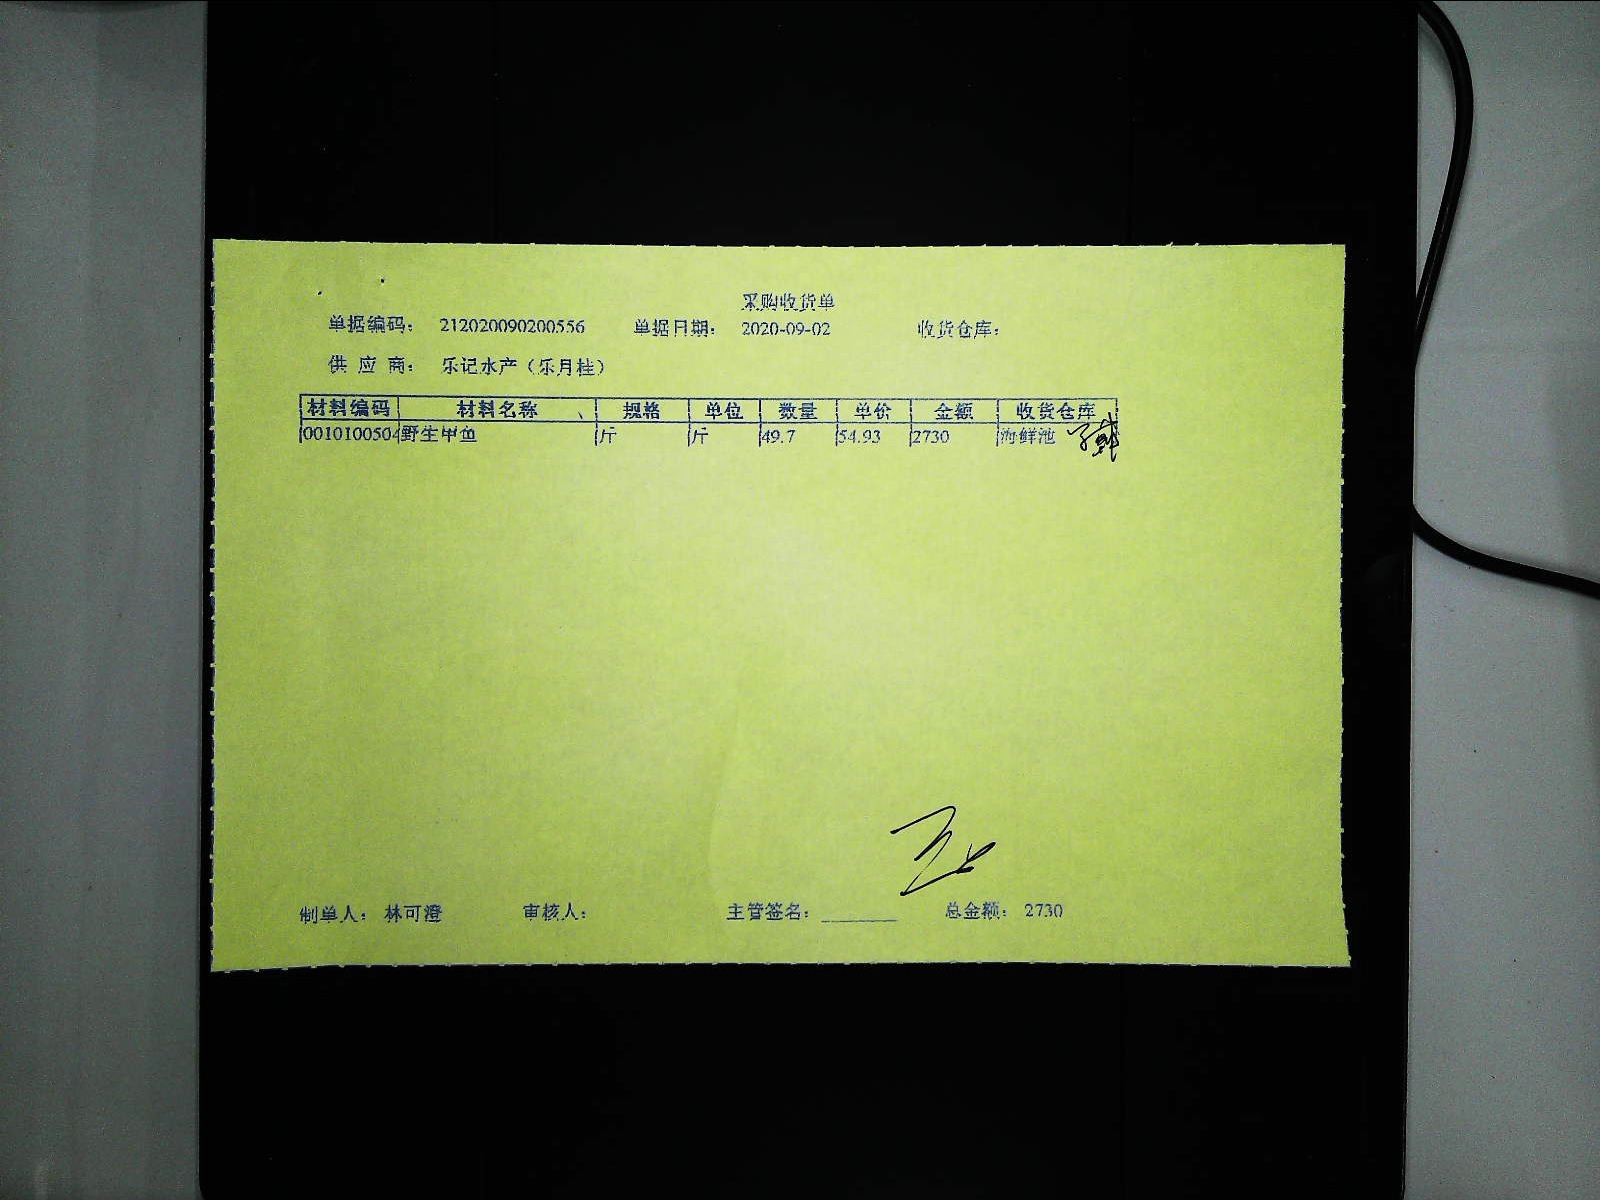 采购收货单
单据编码： 212020090200556 单据日期： 2020-09-02 收货仓库：
供 应 商： 乐记水产（乐月桂）
材料编码 材料名称 规格 单位 数量 单价 金额 收货仓库
0010100504 野生甲鱼 斤 斤 49.7 54.93 2730 海鲜池
制单人： 林可澄 审核人： 主管签名： 总金额： 2730